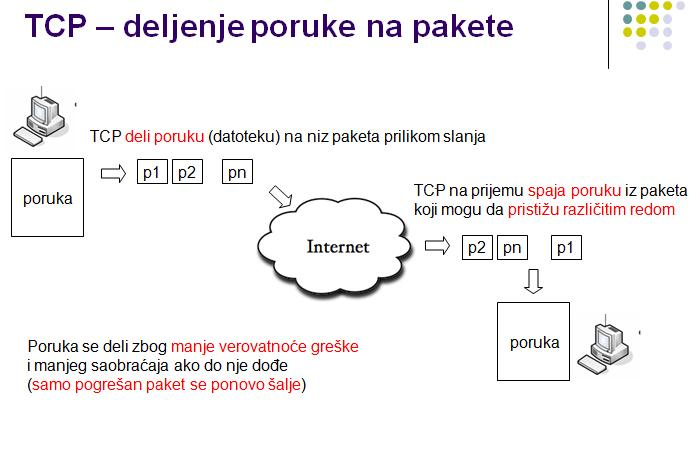 TCP – deljenje poruke na pakete
TCP deli poruku (datoteku) na niz paketa prilikom slanja
poruka
p1 p2 pn
TCP na prijemu spaja poruku iz paketa
koji mogu da pristižu različitim redom
Internet
p2 pn p1
poruka
Poruka se deli zbog manje verovatnoće greške
i manjeg saobraćaja ako do nje dođe
(samo pogrešan paket se ponovo šalje)